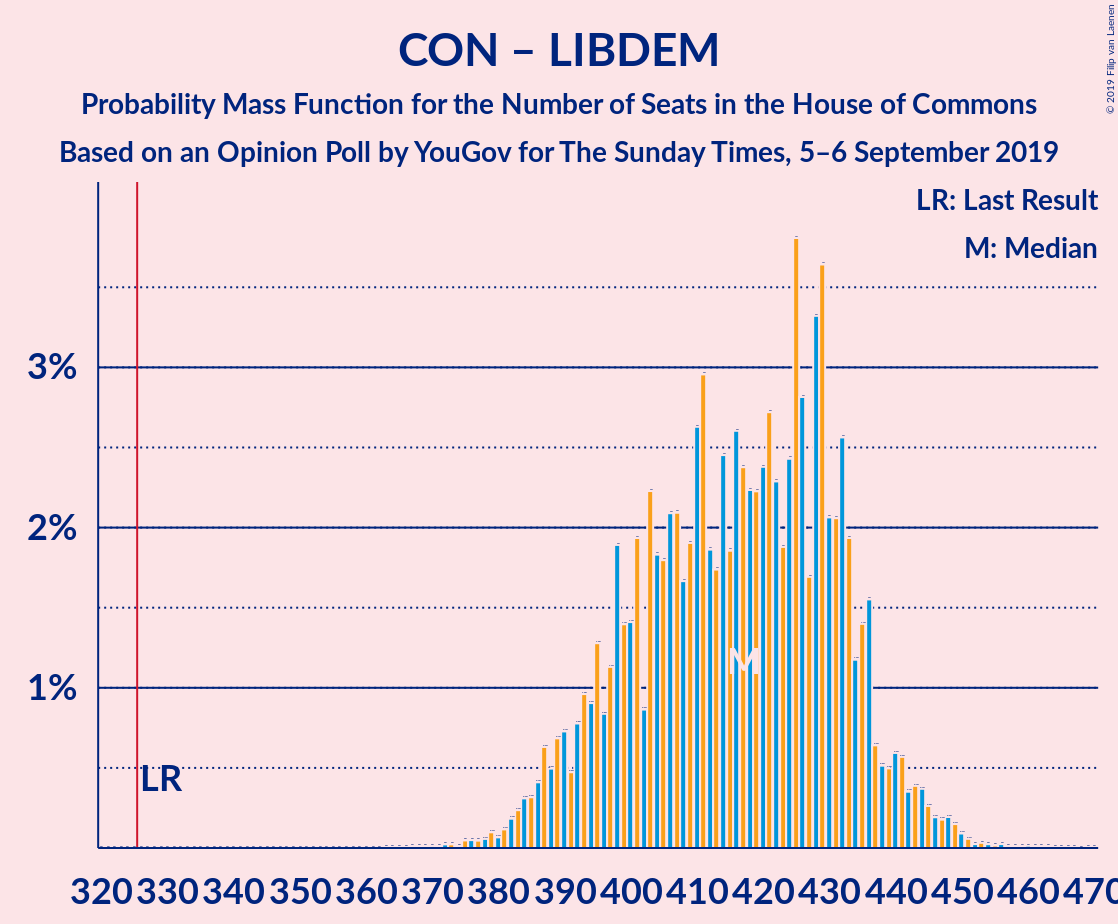 © 2019 Filip van Laenen
CON – LIBDEM
Probability Mass Function for the Number of Seats in the House of Commons
Based on an Opinion Poll by YouGov for The Sunday Times, 5–6 September 2019
LR: Last Result
M: Median
3%
2%
M
1%
LR
320 330 340 350 360 370 380 390 400 410 420 430 440 450 460 470